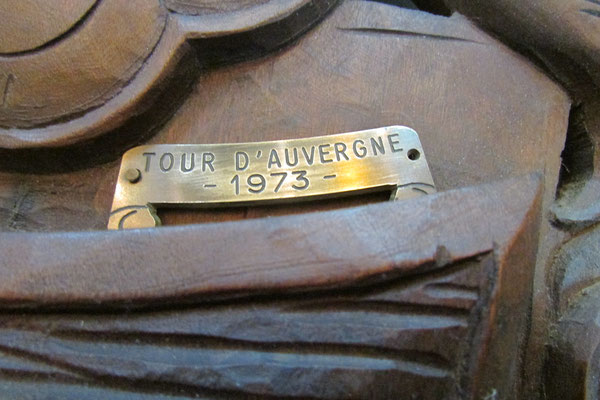 TOUR D'AUVERGNE
- 1973 -